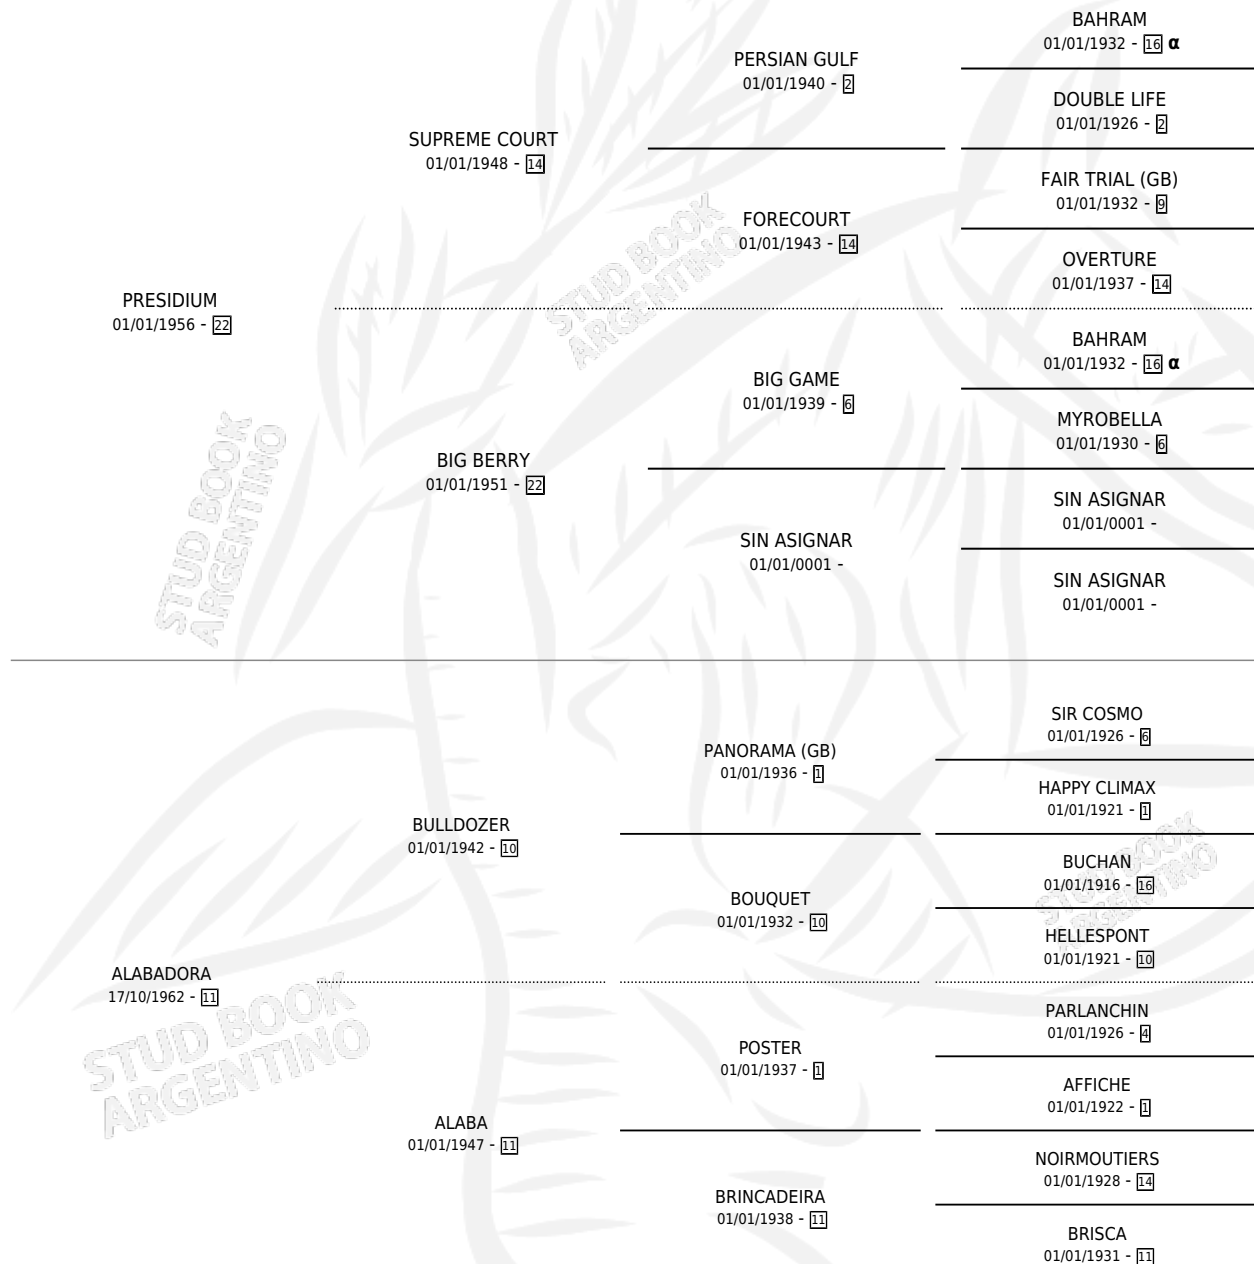 BAHRAM
01/01/1932 - 16 α
PERSIAN GULF
01/01/1940 - 2
DOUBLE LIFE
01/01/1926 - 2
SUPREME COURT
01/01/1948 - 14
FAIR TRIAL (GB)
01/01/1932 - 9
FORECOURT
01/01/1943 - 14
OVERTURE
01/01/1937 - 14
PRESIDIUM
01/01/1956 - 22
BAHRAM
01/01/1932 - 16 α
BIG GAME
01/01/1939 - 6
MYROBELLA
01/01/1930 - 6
BIG BERRY
01/01/1951 - 22
SIN ASIGNAR
01/01/0001 -
SIN ASIGNAR
01/01/0001 -
SIN ASIGNAR
01/01/0001 -
SIR COSMO
01/01/1926 - 6
PANORAMA (GB)
01/01/1936 - 1
HAPPY CLIMAX
01/01/1921 - 1
BULLDOZER
01/01/1942 - 10
BUCHAN
01/01/1916 - 16
BOUQUET
01/01/1932 - 10
HELLESPONT
01/01/1921 - 10
ALABADORA
17/10/1962 - 11
PARLANCHIN
01/01/1926 - 4
POSTER
01/01/1937 - 1
AFFICHE
01/01/1922 - 1
ALABA
01/01/1947 - 11
NOIRMOUTIERS
01/01/1928 - 14
BRINCADEIRA
01/01/1938 - 11
BRISCA
01/01/1931 - 11
STUD BOOK
ARGENTINO
STUD BOOK
ARGENTINO
STUD BOOK
ARGENTINO
STUD BOOK
ARGENTINO